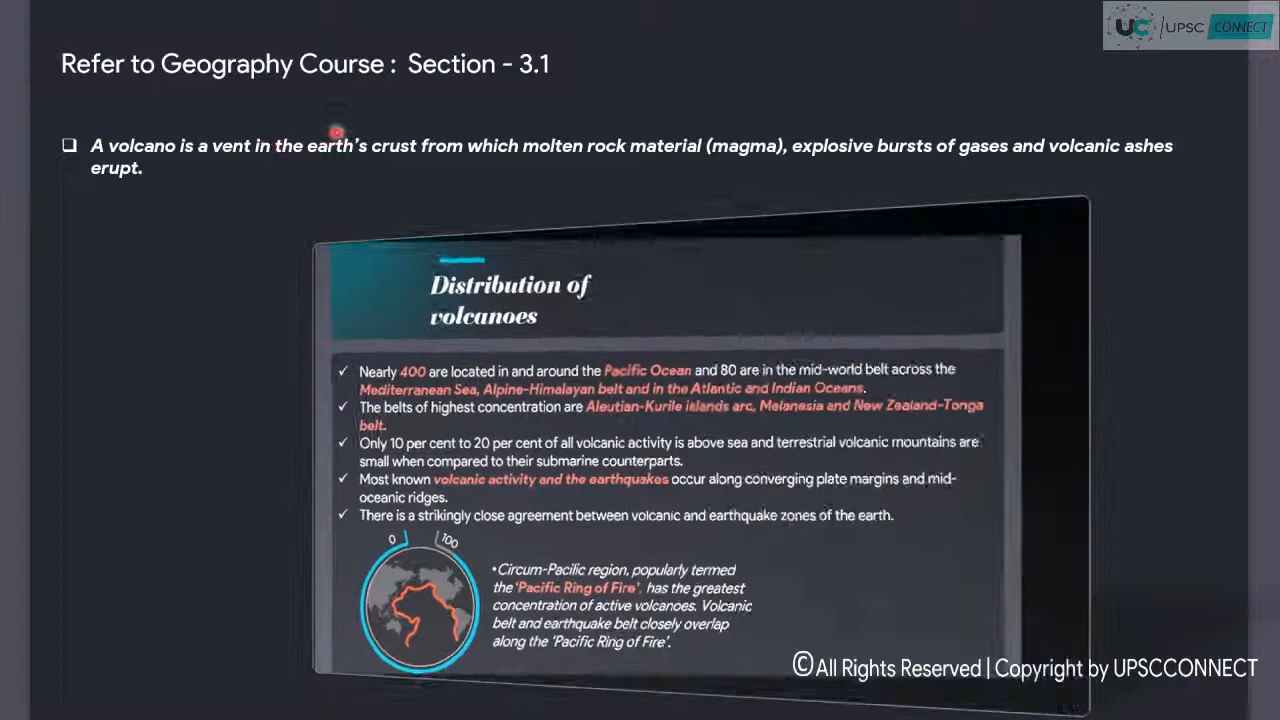 UC | UPSC CONNECT
Refer to Geography Course : Section - 3.1
❑ A volcano is a vent in the earth's crust from which molten rock material (magma), explosive bursts of gases and volcanic ashes
erupt.
Distribution of
volcanoes
✓ Nearly 400 are located in and around the Pacific Ocean and 80 are in the mid-world belt across the
Mediterranean Sea, Alpine-Himalayan belt and in the Atlantic and Indian Oceans.
✓ The belts of highest concentration are Aleutian-Kurile islands arc, Melanesia and New Zealand-Tonga
belt.
✓ Only 10 per cent to 20 per cent of all volcanic activity is above sea and terrestrial volcanic mountains are
small when compared to their submarine counterparts.
✓ Most known volcanic activity and the earthquakes occur along converging plate margins and mid-
oceanic ridges.
✓ There is a strikingly close agreement between volcanic and earthquake zones of the earth.
0 100
• Circum-Pacific region, popularly termed
the 'Pacific Ring of Fire', has the greatest
concentration of active volcanoes. Volcanic
belt and earthquake belt closely overlap
along the 'Pacific Ring of Fire'.
©All Rights Reserved | Copyright by UPSCCONNECT